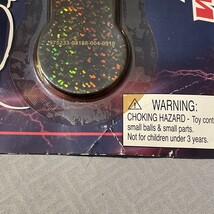 WARNING:
CHOKING HAZARD - Toy cont
small balls & small parts.
Not for children under 3 years.